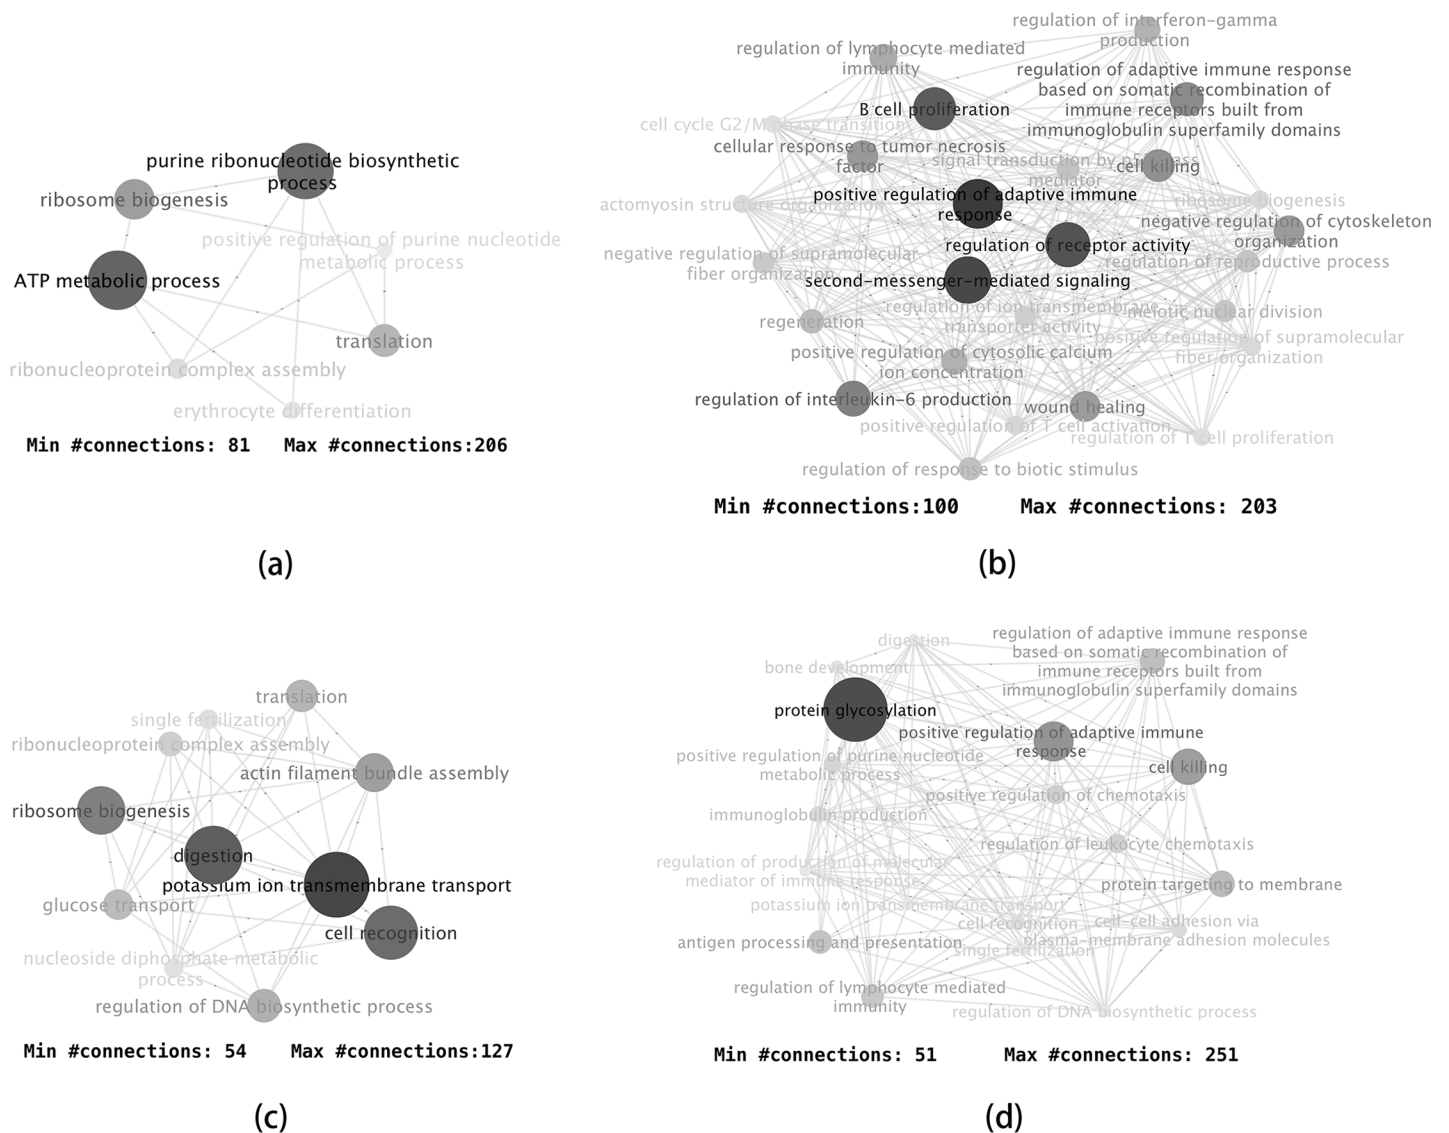 purine ribonucleotide biosynthetic
process
ribosome biogenesis
positive regulation of purine nucleotide
metabolic process
ATP metabolic process
translation
ribonucleoprotein complex assembly
erythrocyte differentiation
Min #connections: 81 Max #connections:206
(a)
regulation of interferon-gamma
production
regulation of lymphocyte mediated
immunity
regulation of adaptive immune response
based on somatic recombination of
immune receptors built from
immunoglobulin superfamily domains
B cell proliferation
cell cycle G2/M phase transition
cellular response to tumor necrosis
factor
signal transduction by p53 class
mediator
cell killing
positive regulation of adaptive immune
response
actomyosin structure organization
ribosome biogenesis
negative regulation of cytoskeleton
organization
regulation of receptor activity
negative regulation of supramolecular
fiber organization
regulation of reproductive process
second-messenger-mediated signaling
regulation of ion transmembrane
transporter activity
meiotic nuclear division
regeneration
positive regulation of supramolecular
fiber organization
positive regulation of cytosolic calcium
ion concentration
regulation of interleukin-6 production
wound healing
positive regulation of T cell activation
regulation of T cell proliferation
regulation of response to biotic stimulus
Min #connections:100 Max #connections: 203
(b)
translation
single fertilization
ribonucleoprotein complex assembly
actin filament bundle assembly
ribosome biogenesis
digestion
potassium ion transmembrane transport
glucose transport
cell recognition
nucleoside diphosphate metabolic
process
regulation of DNA biosynthetic process
Min #connections: 54 Max #connections:127
(c)
digestion
regulation of adaptive immune response
based on somatic recombination of
immune receptors built from
immunoglobulin superfamily domains
bone development
protein glycosylation
positive regulation of adaptive immune
response
positive regulation of purine nucleotide
metabolic process
cell killing
positive regulation of chemotaxis
immunoglobulin production
regulation of leukocyte chemotaxis
regulation of production of molecular
mediator of immune response
protein targeting to membrane
potassium ion transmembrane transport
cell recognition
cell-cell adhesion via
plasma-membrane adhesion molecules
antigen processing and presentation
single fertilization
regulation of lymphocyte mediated
immunity
regulation of DNA biosynthetic process
Min #connections: 51 Max #connections: 251
(d)